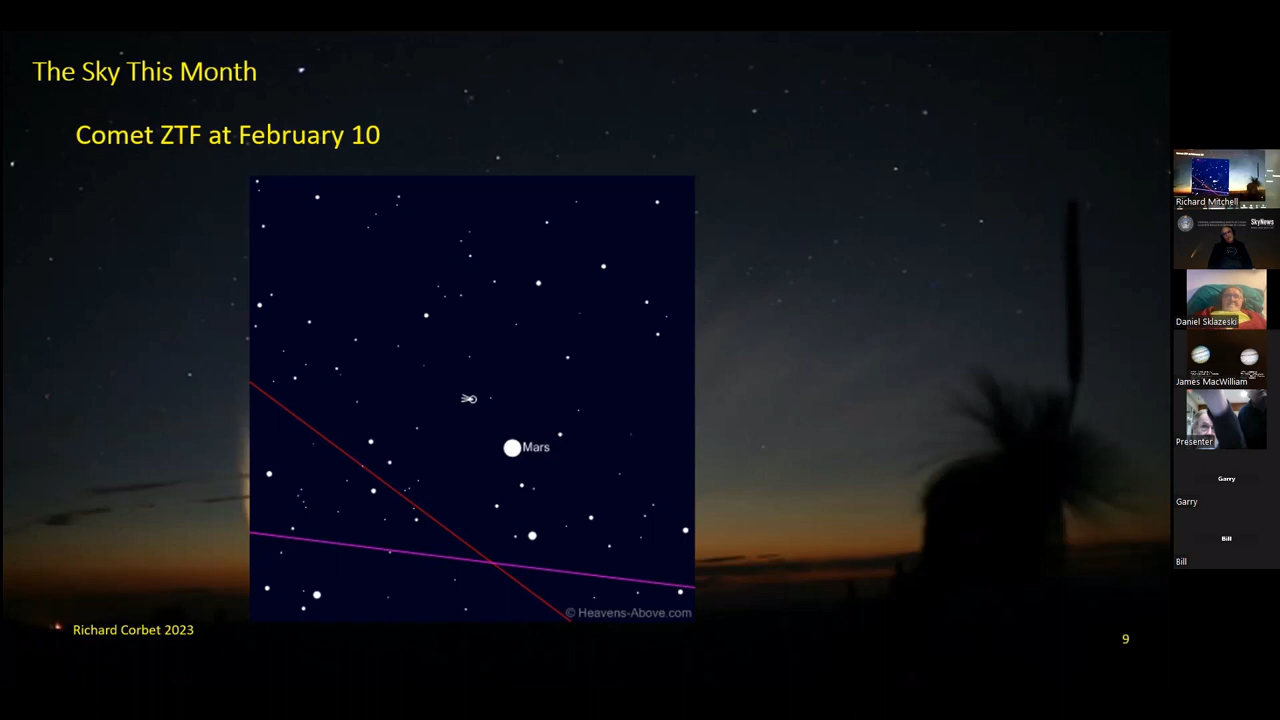 The Sky This Month
Comet ZTF at February 10
Mars
© Heavens-Above.com
Richard Corbet 2023
9
Richard Mitchell
SkyNews
Daniel Sklazeski
James MacWilliam
Presenter
Garry
Garry
Bill
Bill